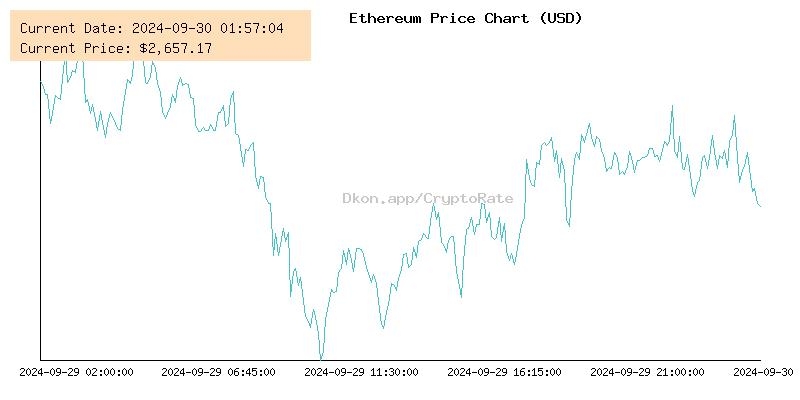 Ethereum Price Chart (USD)
Current Date: 2024-09-30 01:57:04
Current Price: $2,657.17
Dkon.app/CryptoRate
2024-09-29 02:00:00 2024-09-29 06:45:00 2024-09-29 11:30:00 2024-09-29 16:15:00 2024-09-29 21:00:00 2024-09-30